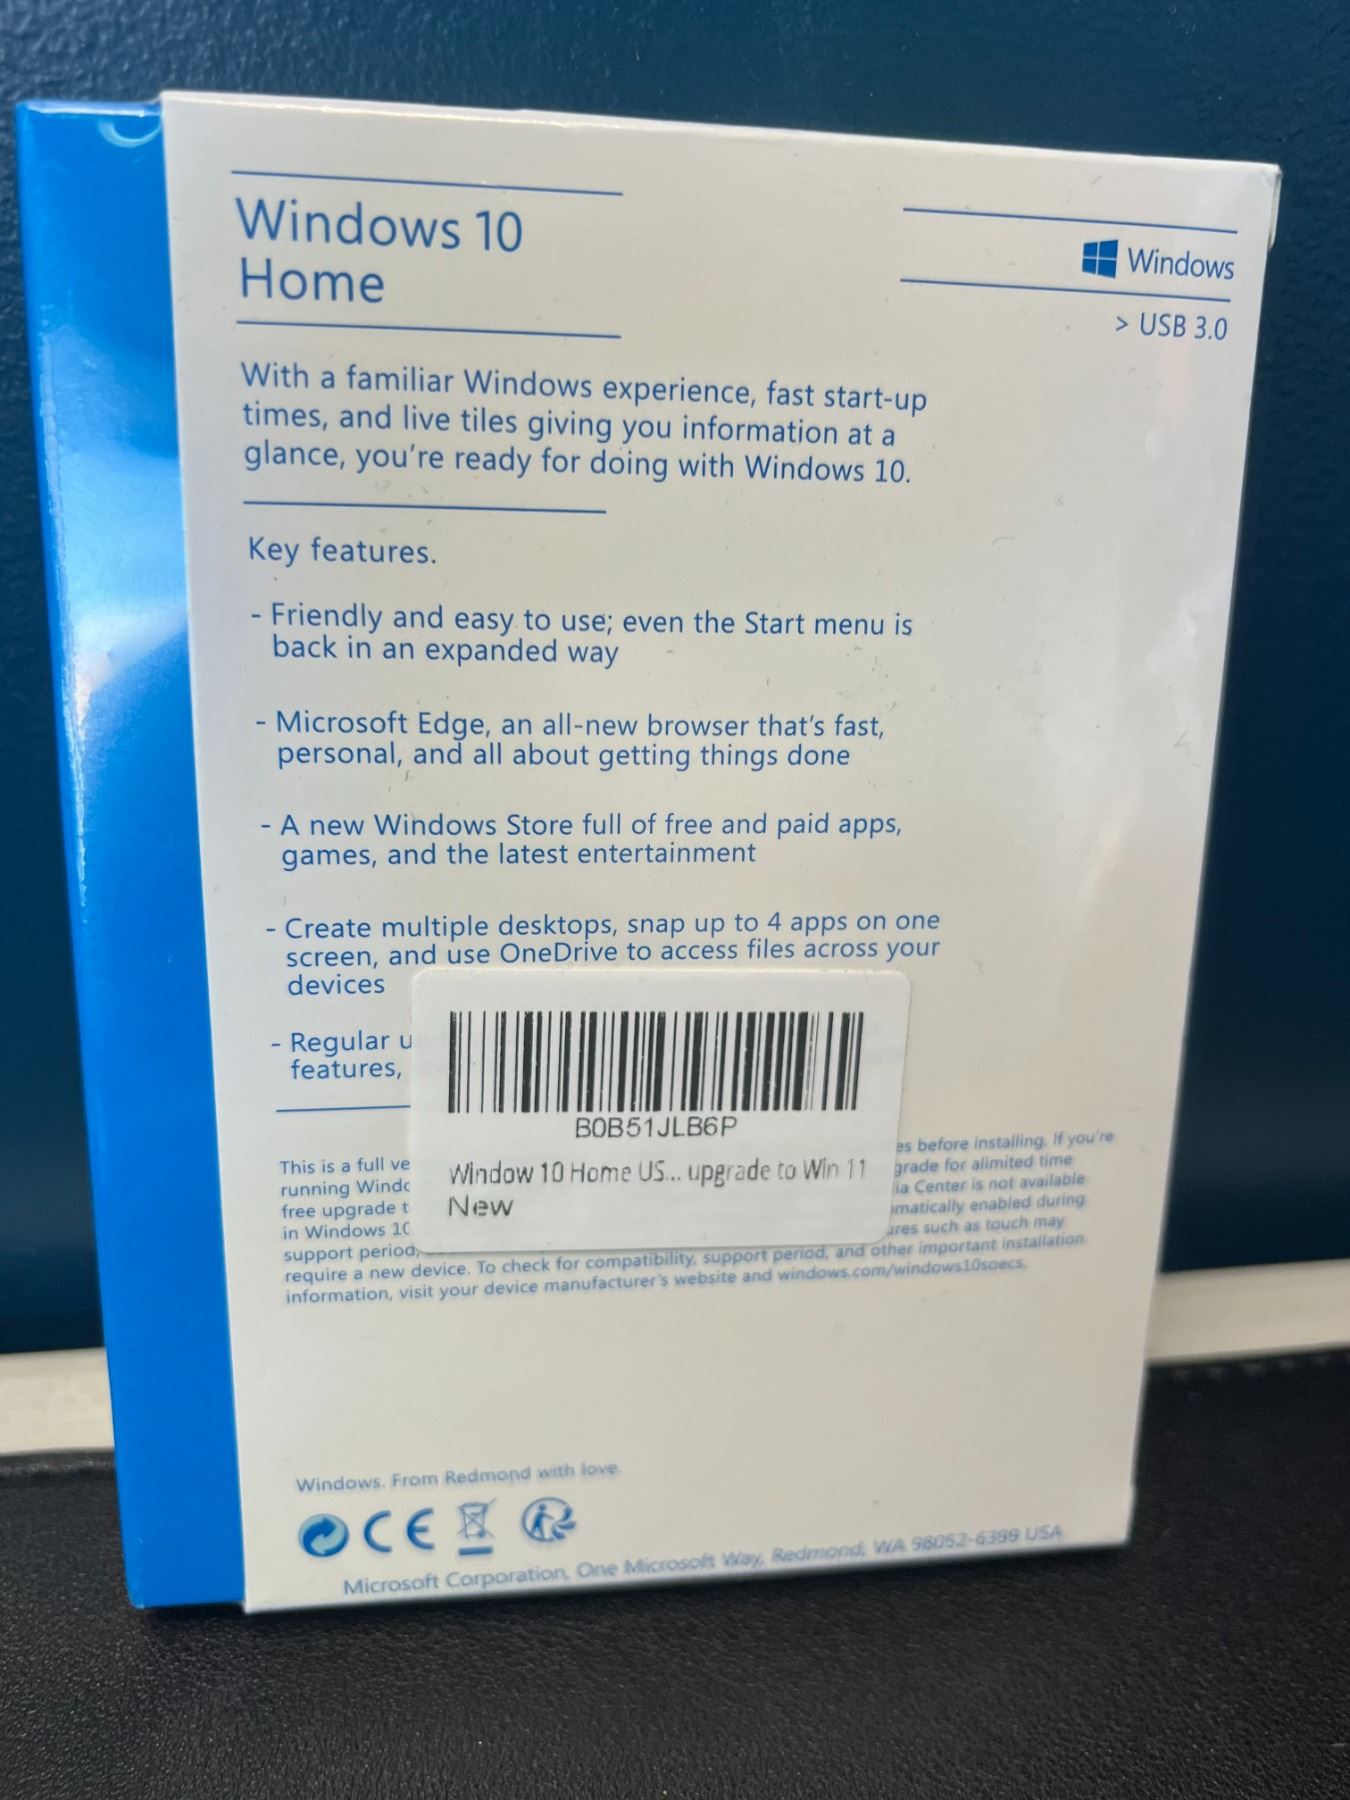 Windows 10
Home
Windows
> USB 3.0
With a familiar Windows experience, fast start-up
times, and live tiles giving you information at a
glance, you're ready for doing with Windows 10.
Key features.
- Friendly and easy to use; even the Start menu is
back in an expanded way
- Microsoft Edge, an all-new browser that's fast,
personal, and all about getting things done
- A new Windows Store full of free and paid apps,
games, and the latest entertainment
- Create multiple desktops, snap up to 4 apps on one
screen, and use OneDrive to access files across your
devices
- Regular u
features,
B0B51JLB6P
Window 10 Home US... upgrade to Win 11
New
This is a full ve es before installing. If you're
running Windo grade for alimited time
free upgrade t ia Center is not available
in Windows 10 matically enabled during
support period, ures such as touch may
require a new device. To check for compatibility, support period, and other important installation
information, visit your device manufacturer's website and windows.com/windows10soecs.
Windows. From Redmond with love.
CE
Microsoft Corporation, One Microsoft Way, Redmond, WA 98052-6399 USA